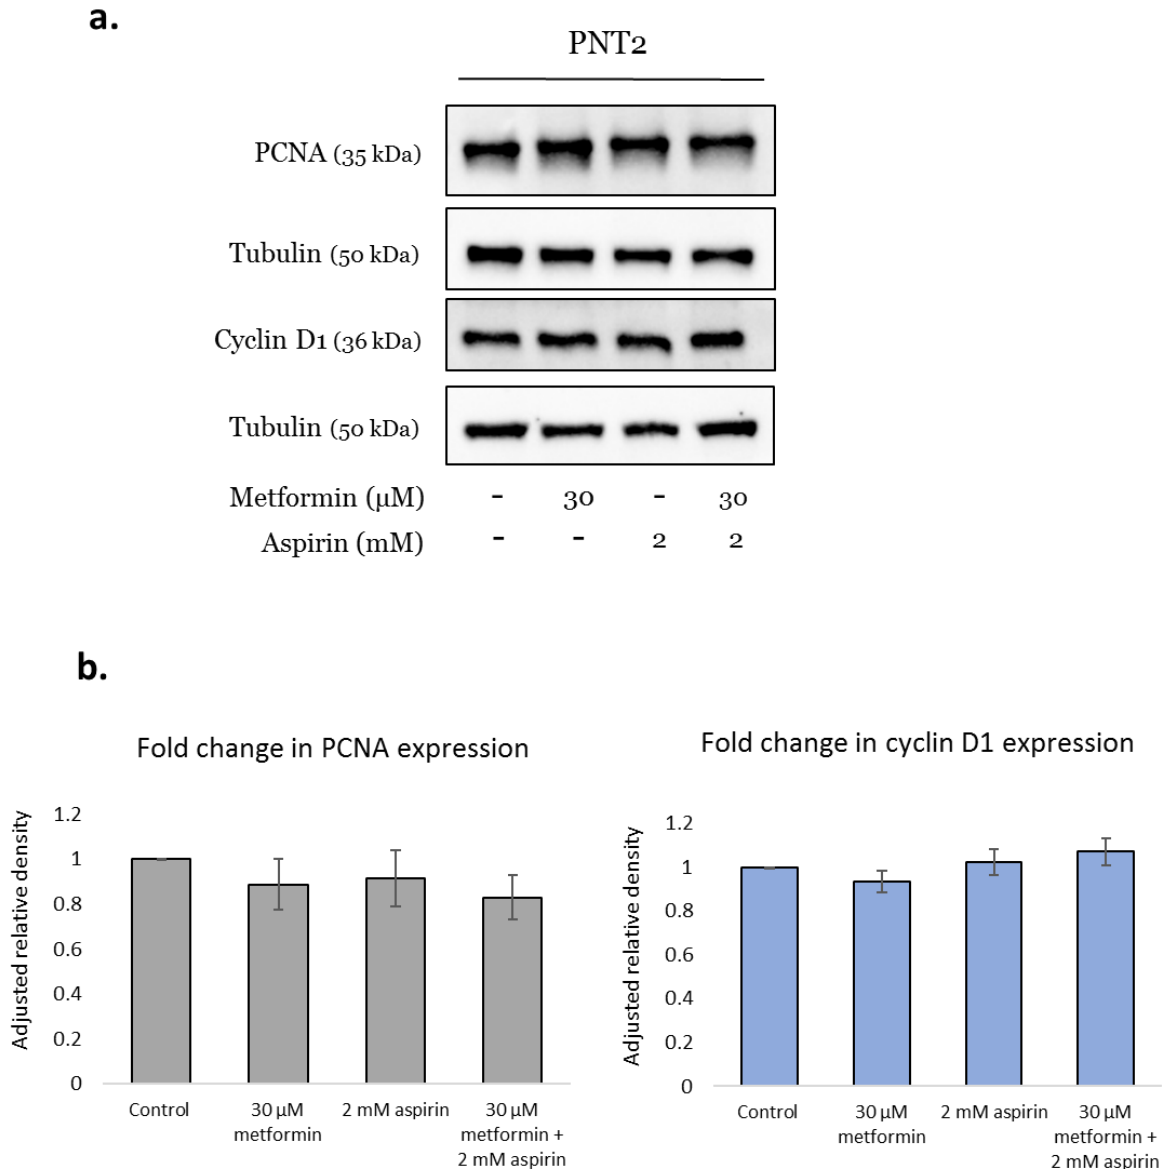 a.
PNT2
PCNA (35 kDa)
Tubulin (50 kDa)
Cyclin D1 (36 kDa)
Tubulin (50 kDa)
Metformin (µM) - 30 - 30
Aspirin (mM) - - 2 2
b.
Fold change in PCNA expression
Adjusted relative density
1.2
1
0.8
0.6
0.4
0.2
0
Control
30 µM
metformin
2 mM aspirin
30 µM
metformin +
2 mM aspirin
Fold change in cyclin D1 expression
Adjusted relative density
1.2
1
0.8
0.6
0.4
0.2
0
Control
30 µM
metformin
2 mM aspirin
30 µM
metformin +
2 mM aspirin